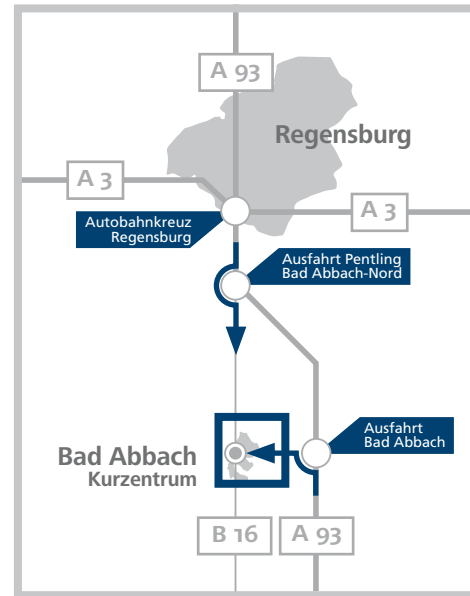 A 93
Regensburg
A 3
A 3
Autobahnkreuz
Regensburg
Ausfahrt Pentling
Bad Abbach-Nord
Ausfahrt
Bad Abbach
Bad Abbach
Kurzentrum
B 16
A 93